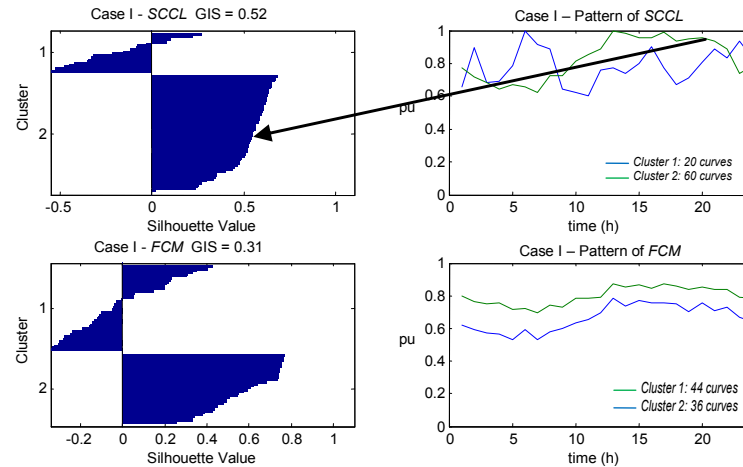 Case I - SCCL GIS = 0.52
Cluster
1
2
-0.5
0
0.5
1
Silhouette Value
Case I – Pattern of SCCL
pu
1
0.8
0.6
0.4
0.2
0
Cluster 1: 20 curves
Cluster 2: 60 curves
0
5
10
15
20
time (h)
Case I - FCM GIS = 0.31
Cluster
1
2
-0.2
0
0.2
0.4
0.6
0.8
1
Silhouette Value
Case I – Pattern of FCM
pu
1
0.8
0.6
0.4
0.2
0
Cluster 1: 44 curves
Cluster 2: 36 curves
0
5
10
15
20
time (h)